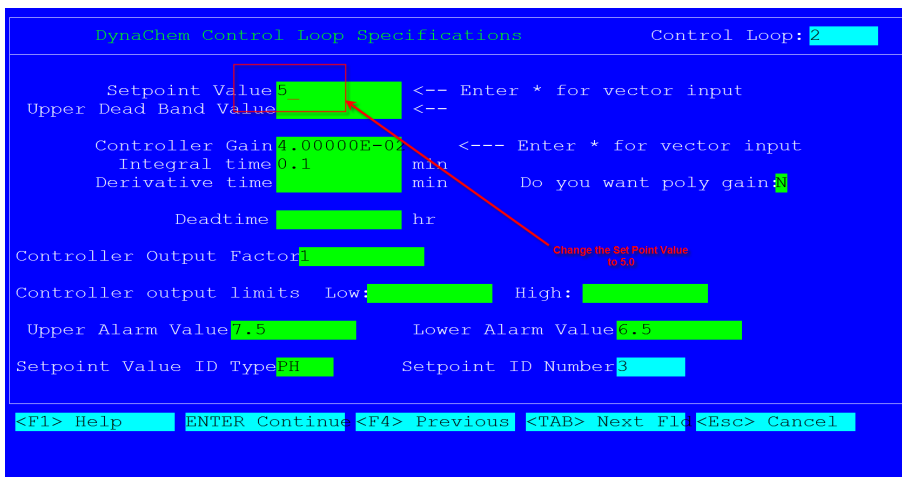 DynaChem Control Loop Specifications Control Loop: 2
Setpoint Value 5_ <-- Enter * for vector input
Upper Dead Band Value <--
Controller Gain 4.00000E-02 <--- Enter * for vector input
Integral time 0.1 min
Derivative time min Do you want poly gain: N
Deadtime hr
Change the Set Point Value
to 5.0
Controller Output Factor 1
Controller output limits Low: High:
Upper Alarm Value 7.5 Lower Alarm Value 6.5
Setpoint Value ID Type PH Setpoint ID Number 3
<F1> Help ENTER Continue <F4> Previous <TAB> Next Fld <Esc> Cancel